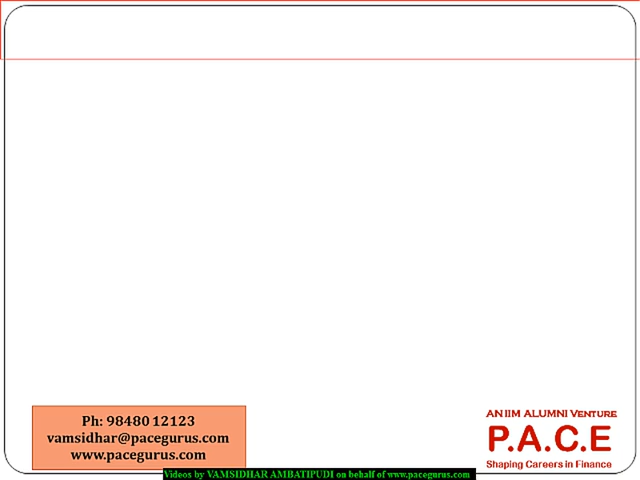 Ph: 98480 12123
vamsidhar@pacegurus.com
www.pacegurus.com
AN IIM ALUMNI VENTURE
P.A.C.E
Shaping Careers in Finance
Videos by VAMSIDHAR AMBATIPUDI on behalf of www.pacegurus.com